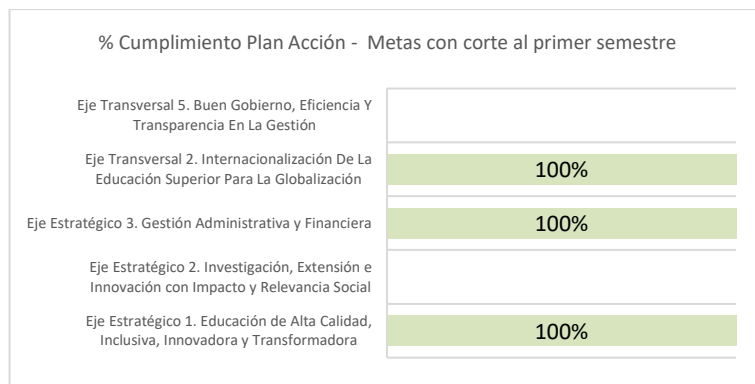 % Cumplimiento Plan Acción -  Metas con corte al primer semestre
Eje Transversal 5. Buen Gobierno, Eficiencia Y
Transparencia En La Gestión
Eje Transversal 2. Internacionalización De La
Educación Superior Para La Globalización
100%
Eje Estratégico 3. Gestión Administrativa y Financiera
100%
Eje Estratégico 2. Investigación, Extensión e
Innovación con Impacto y Relevancia Social
Eje Estratégico 1. Educación de Alta Calidad,
Inclusiva, Innovadora y Transformadora
100%